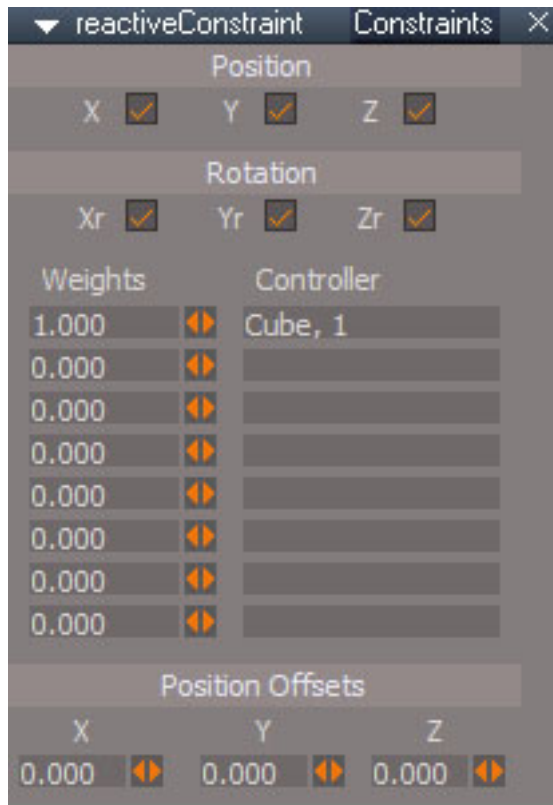 reactiveConstraint Constraints
Position
X Y Z
Rotation
Xr Yr Zr
Weights Controller
1.000 Cube, 1
0.000
0.000
0.000
0.000
0.000
0.000
0.000
Position Offsets
X Y Z
0.000 0.000 0.000